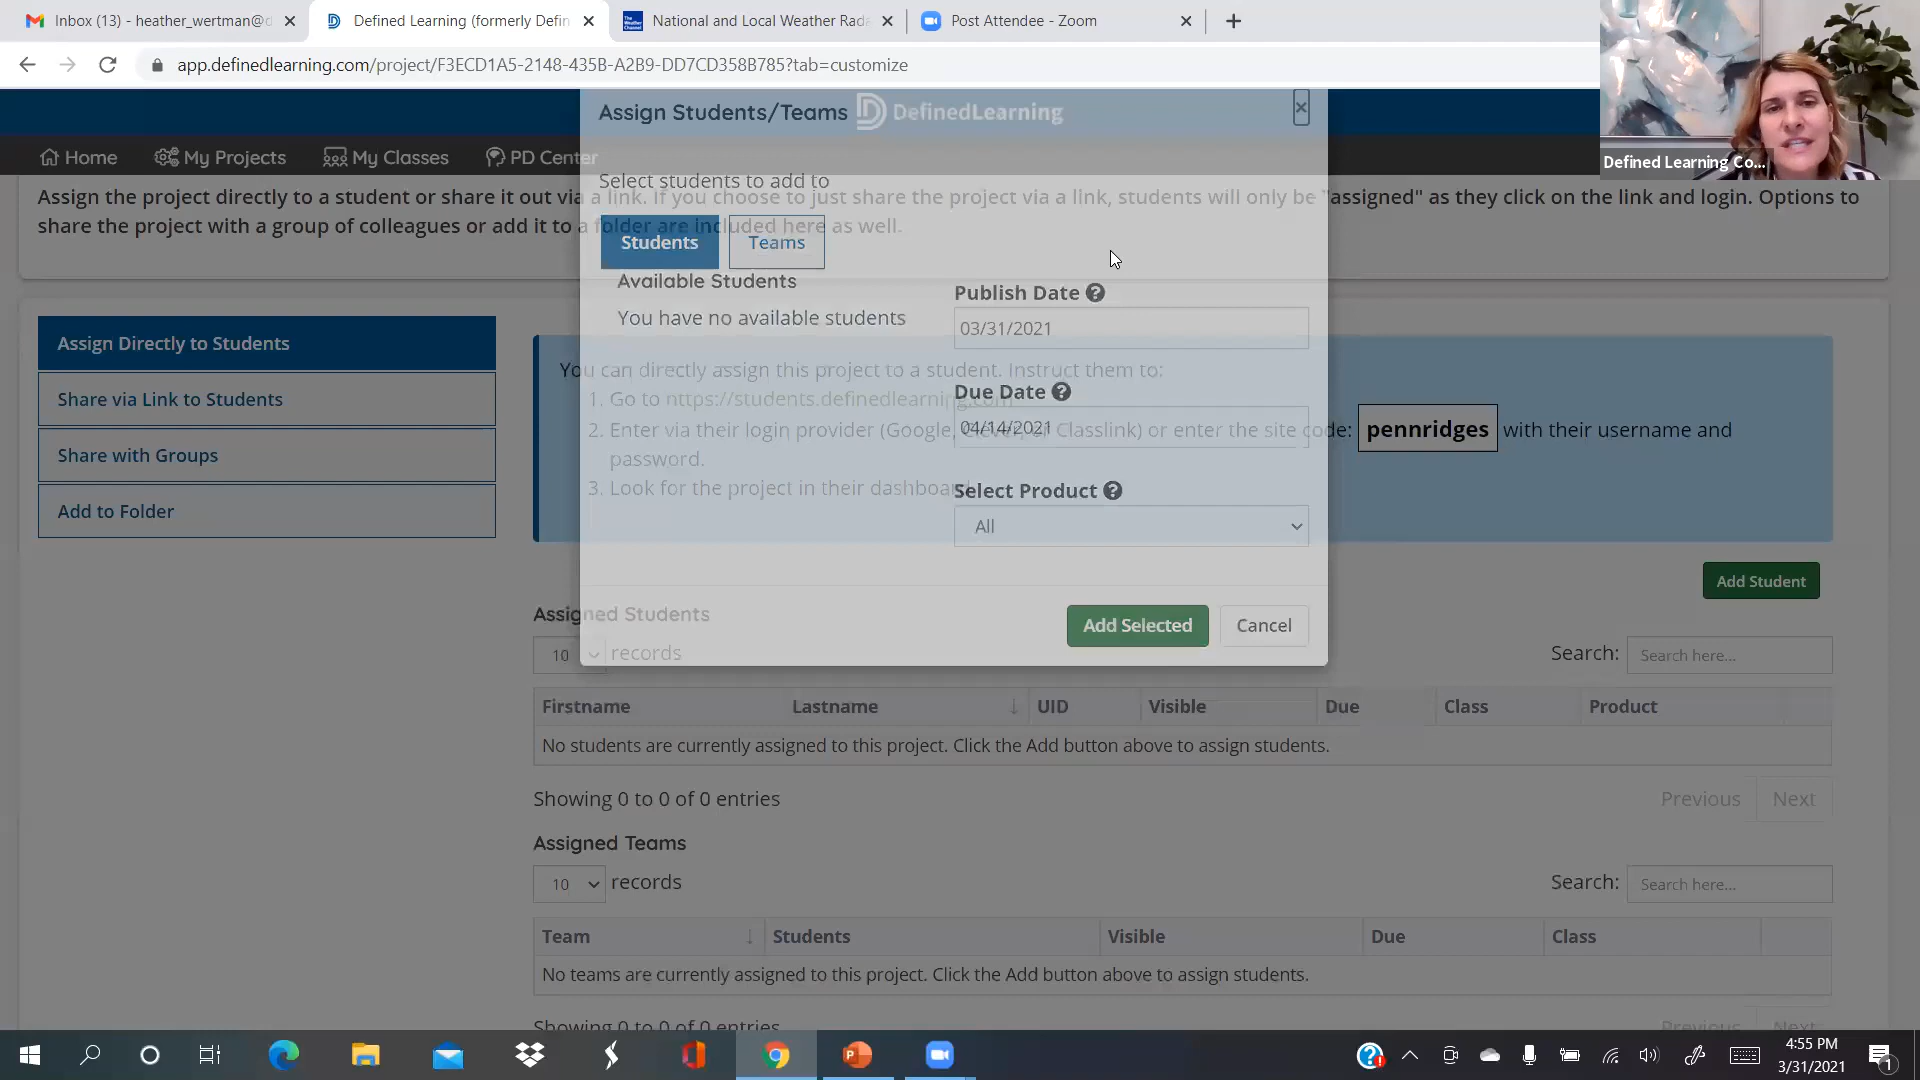 Inbox (13) - heather_wertman@d
Defined Learning (formerly Defin
National and Local Weather Rada
Post Attendee - Zoom
app.definedlearning.com/project/F3ECD1A5-2148-435B-A2B9-DD7CD358B785?tab=customize
Defined Learning Co...
Assign Students/Teams
DefinedLearning
Home
My Projects
My Classes
PD Center
Select students to add to
Assign the project directly to a student or share it out via a link. If you choose to just share the project via a link, students will only be "assigned" as they click on the link and login. Options to
share the project with a group of colleagues or add it to a folder are included here as well.
Students
Teams
Available Students
You have no available students
Publish Date
03/31/2021
Due Date
04/14/2021
Select Product
All
Add Selected
Cancel
Assign Directly to Students
Share via Link to Students
Share with Groups
Add to Folder
You can directly assign this project to a student. Instruct them to:
1. Go to https://students.definedlearning.com
2. Enter via their login provider (Google, Clever, or Classlink) or enter the site code: pennridges with their username and
password.
3. Look for the project in their dashboard
Add Student
Assigned Students
10 records
Search: Search here...
Firstname Lastname UID Visible Due Class Product
No students are currently assigned to this project. Click the Add button above to assign students.
Showing 0 to 0 of 0 entries
Previous Next
Assigned Teams
10 records
Search: Search here...
Team Students Visible Due Class
No teams are currently assigned to this project. Click the Add button above to assign students.
Showing 0 to 0 of 0 entries
Previous Next
4:55 PM
3/31/2021
1